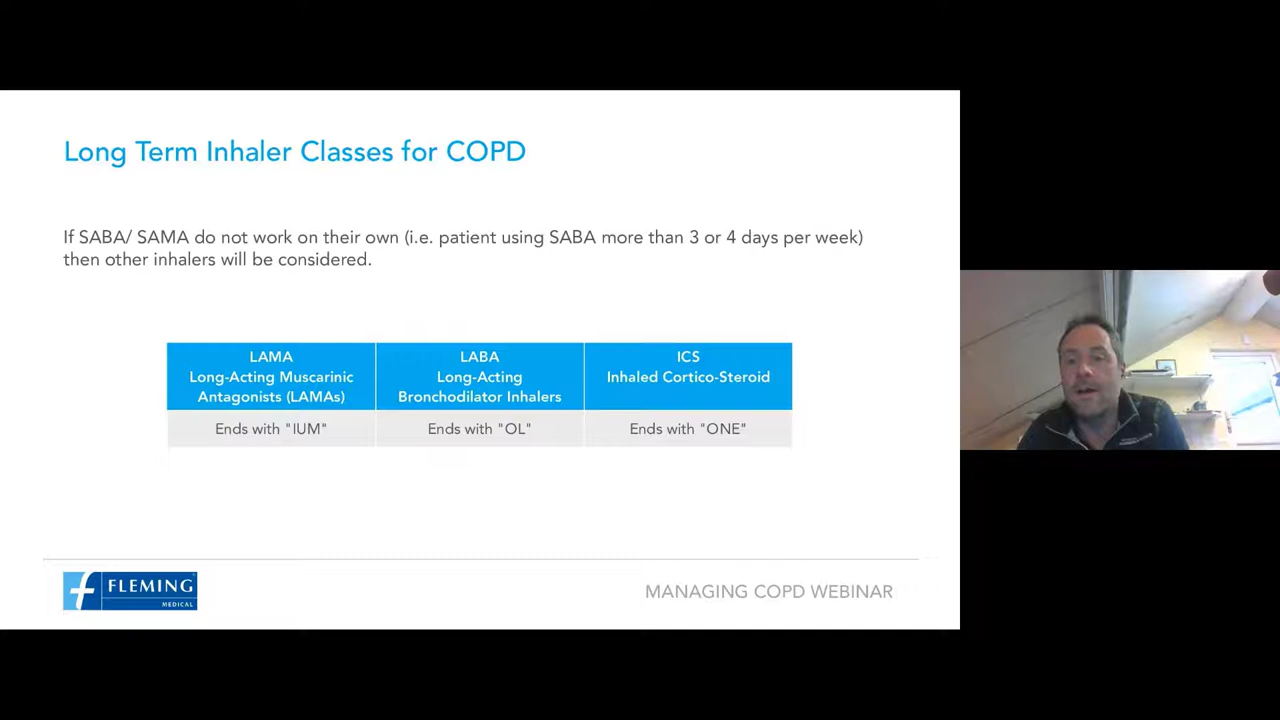 Long Term Inhaler Classes for COPD
If SABA/ SAMA do not work on their own (i.e. patient using SABA more than 3 or 4 days per week)
then other inhalers will be considered.
LAMA
Long-Acting Muscarinic
Antagonists (LAMAs)
LABA
Long-Acting
Bronchodilator Inhalers
ICS
Inhaled Cortico-Steroid
Ends with "IUM"
Ends with "OL"
Ends with "ONE"
FLEMING
MEDICAL
MANAGING COPD WEBINAR